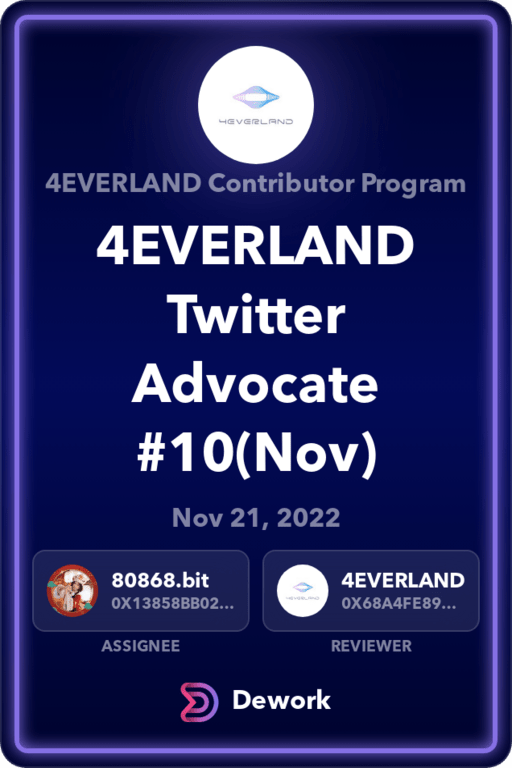 4EVERLAND
4EVERLAND Contributor Program
4EVERLAND
Twitter
Advocate
#10(Nov)
Nov 21, 2022
80868.bit
0X13858BB02...
ASSIGNEE
4EVERLAND
4EVERLAND
0X68A4FE89...
REVIEWER
Dework